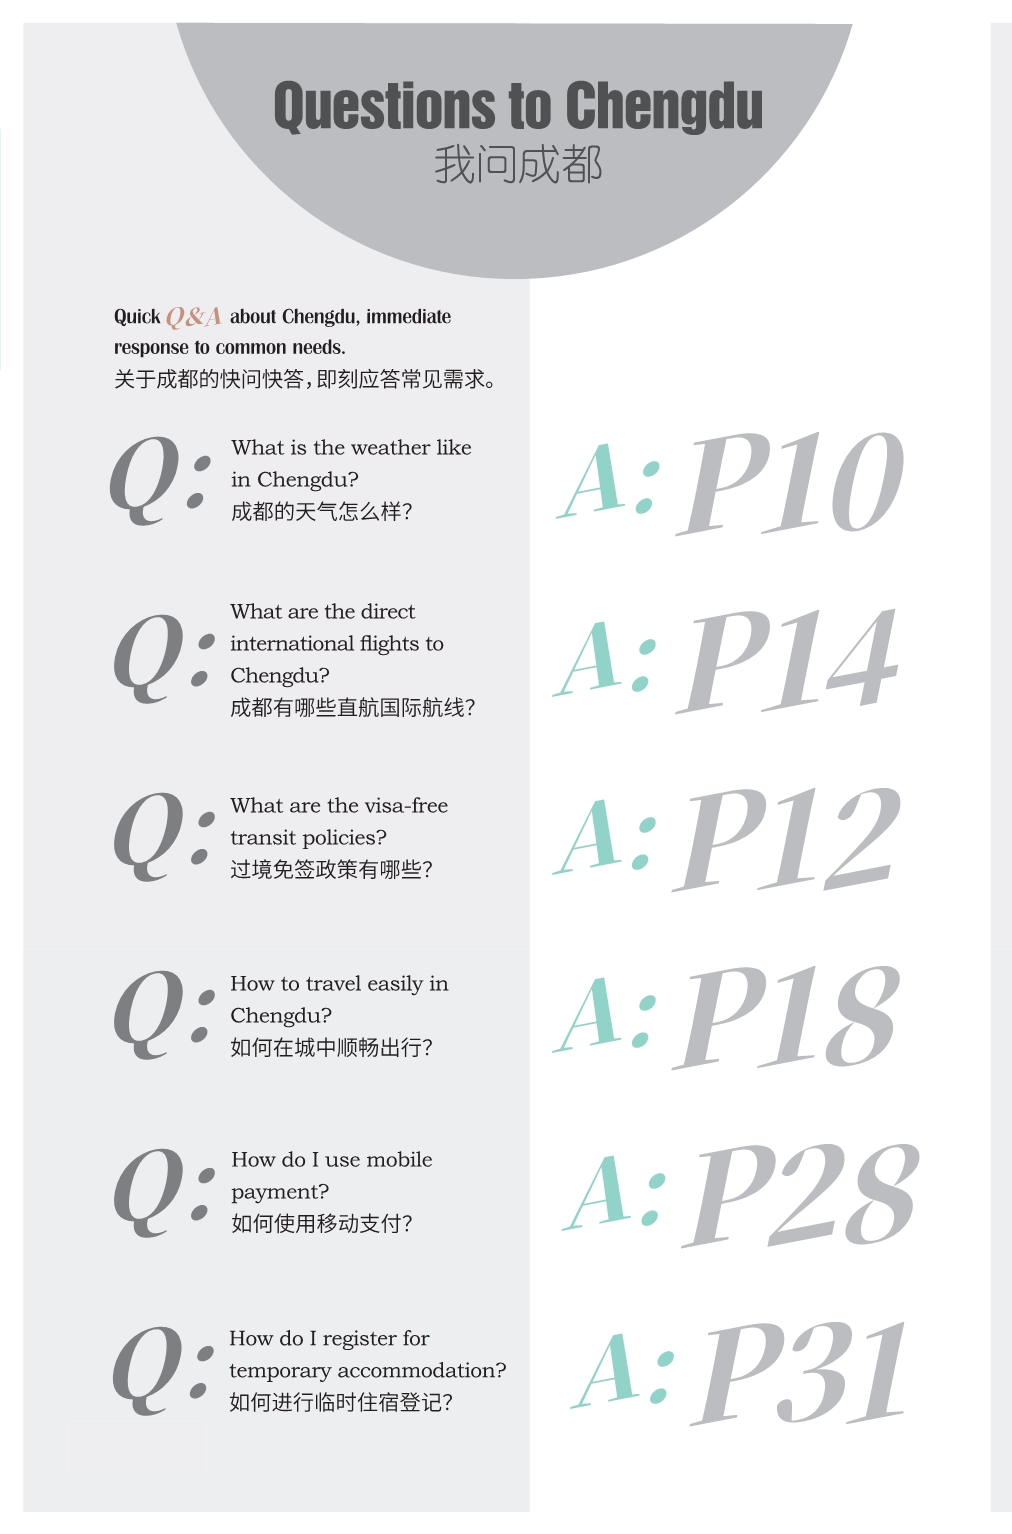 Questions to Chengdu
我问成都
Quick Q&A about Chengdu, immediate
response to common needs.
关于成都的快问快答，即刻应答常见需求。
Q:
What is the weather like
in Chengdu?
成都的天气怎么样？
A: P10
Q:
What are the direct
international flights to
Chengdu?
成都有哪些直航国际航线？
A: P14
Q:
What are the visa-free
transit policies?
过境免签政策有哪些？
A: P12
Q:
How to travel easily in
Chengdu?
如何在城中顺畅出行？
A: P18
Q:
How do I use mobile
payment?
如何使用移动支付？
A: P28
Q:
How do I register for
temporary accommodation?
如何进行临时住宿登记？
A: P31